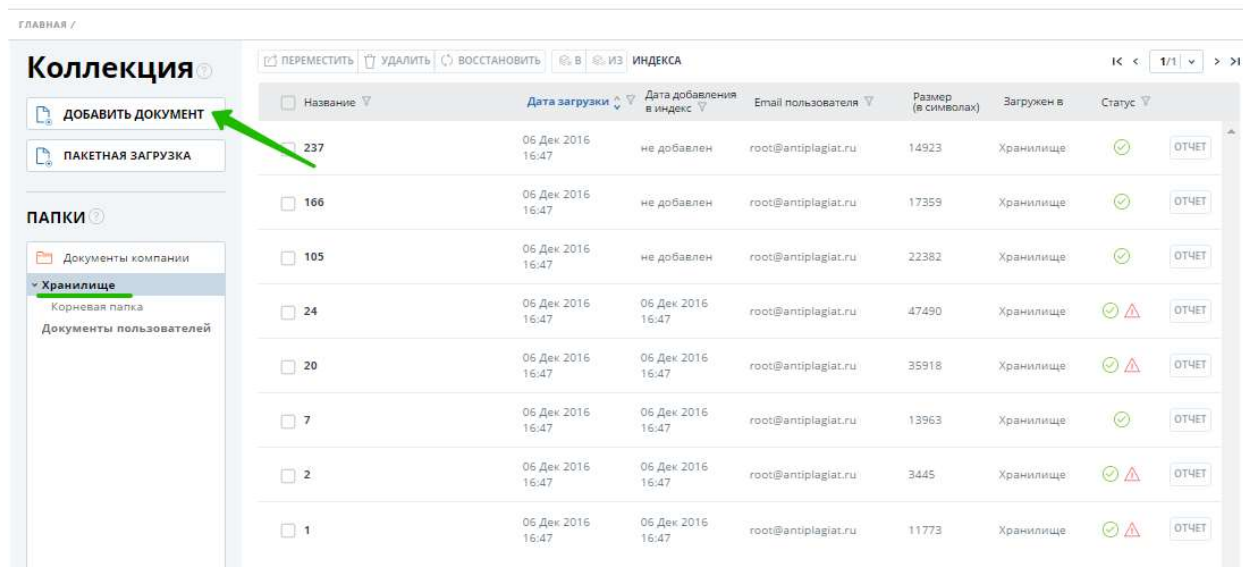 ГЛАВНАЯ /
Коллекция
ДОБАВИТЬ ДОКУМЕНТ
ПАКЕТНАЯ ЗАГРУЗКА
ПАПКИ
Документы компании
Хранилище
Корневая папка
Документы пользователей
ПЕРЕМЕСТИТЬ УДАЛИТЬ ВОССТАНОВИТЬ В ИЗ ИНДЕКСА 1/1
Название Дата загрузки Дата добавления в индекс Email пользователя Размер (в символах) Загружен в Статус
237 06 Дек 2016 16:47 не добавлен root@antiplagiat.ru 14923 Хранилище ОТЧЕТ
166 06 Дек 2016 16:47 не добавлен root@antiplagiat.ru 17359 Хранилище ОТЧЕТ
105 06 Дек 2016 16:47 не добавлен root@antiplagiat.ru 22382 Хранилище ОТЧЕТ
24 06 Дек 2016 16:47 06 Дек 2016 16:47 root@antiplagiat.ru 47490 Хранилище ОТЧЕТ
20 06 Дек 2016 16:47 06 Дек 2016 16:47 root@antiplagiat.ru 35918 Хранилище ОТЧЕТ
7 06 Дек 2016 16:47 06 Дек 2016 16:47 root@antiplagiat.ru 13963 Хранилище ОТЧЕТ
2 06 Дек 2016 16:47 06 Дек 2016 16:47 root@antiplagiat.ru 3445 Хранилище ОТЧЕТ
1 06 Дек 2016 16:47 06 Дек 2016 16:47 root@antiplagiat.ru 11773 Хранилище ОТЧЕТ